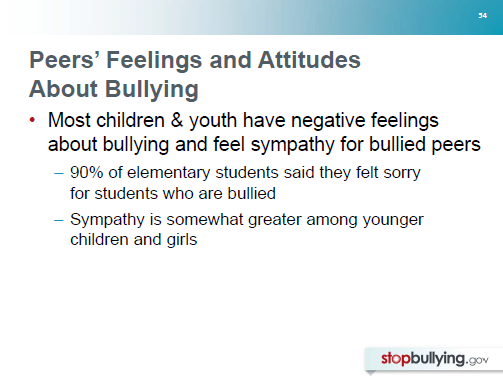 54
Peers’ Feelings and Attitudes
About Bullying
• Most children & youth have negative feelings
about bullying and feel sympathy for bullied peers
– 90% of elementary students said they felt sorry
for students who are bullied
– Sympathy is somewhat greater among younger
children and girls
stopbullying.gov